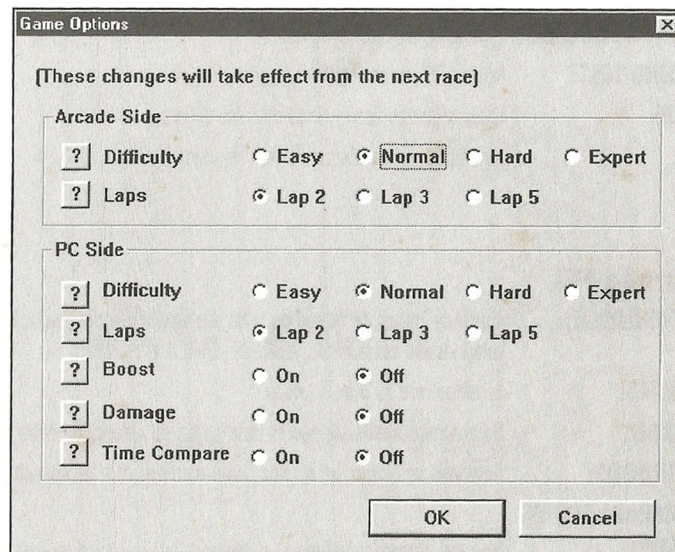 Game Options
(These changes will take effect from the next race)
Arcade Side
? Difficulty Easy Normal Hard Expert
? Laps Lap 2 Lap 3 Lap 5
PC Side
? Difficulty Easy Normal Hard Expert
? Laps Lap 2 Lap 3 Lap 5
? Boost On Off
? Damage On Off
? Time Compare On Off
OK Cancel